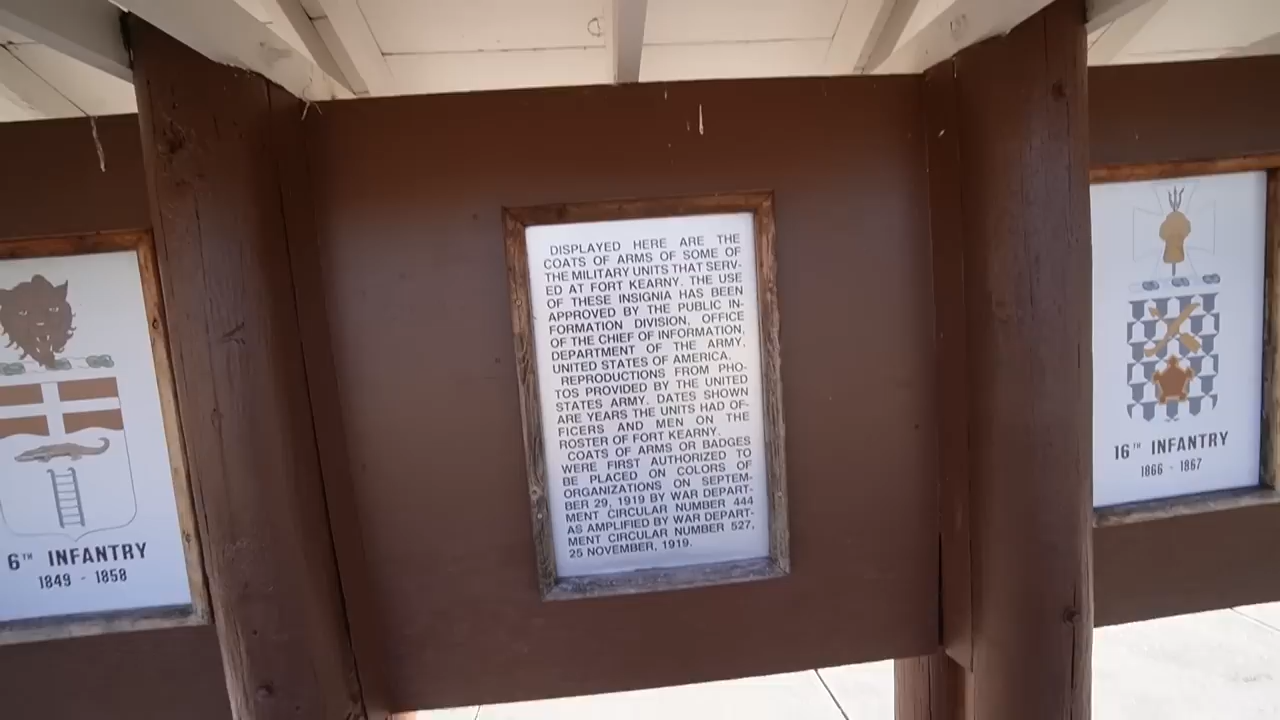 6TH INFANTRY
1849 - 1858
DISPLAYED HERE ARE THE
COATS OF ARMS OF SOME OF
THE MILITARY UNITS THAT SERV-
ED AT FORT KEARNY. THE USE
OF THESE INSIGNIA HAS BEEN
APPROVED BY THE PUBLIC IN-
FORMATION DIVISION, OFFICE
OF THE CHIEF OF INFORMATION,
DEPARTMENT OF THE ARMY,
UNITED STATES OF AMERICA.
REPRODUCTIONS FROM PHO-
TOS PROVIDED BY THE UNITED
STATES ARMY. DATES SHOWN
ARE YEARS THE UNITS HAD OF-
FICERS AND MEN ON THE
ROSTER OF FORT KEARNY.
COATS OF ARMS OR BADGES
WERE FIRST AUTHORIZED TO
BE PLACED ON COLORS OF
ORGANIZATIONS ON SEPTEM-
BER 29, 1919 BY WAR DEPART-
MENT CIRCULAR NUMBER 444
AS AMPLIFIED BY WAR DEPART-
MENT CIRCULAR NUMBER 527,
25 NOVEMBER, 1919.
16TH INFANTRY
1866 - 1867